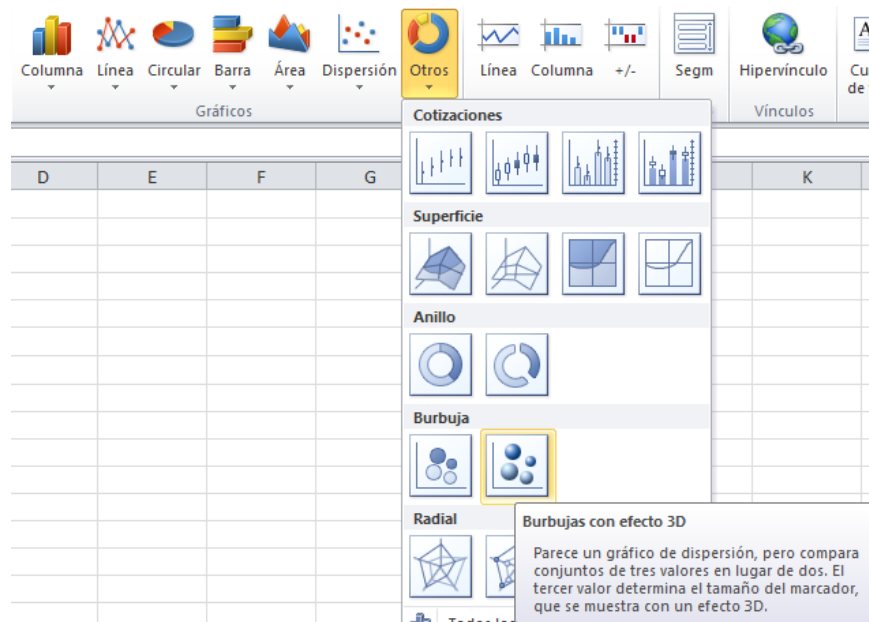 Columna Línea Circular Barra Área Dispersión Otros Línea Columna +/- Segm Hipervínculo
Gráficos Vínculos de
Cotizaciones
D E F G K
Superficie
Anillo
Burbuja
Radial
Burbujas con efecto 3D
Parece un gráfico de dispersión, pero compara
conjuntos de tres valores en lugar de dos. El
tercer valor determina el tamaño del marcador,
que se muestra con un efecto 3D.